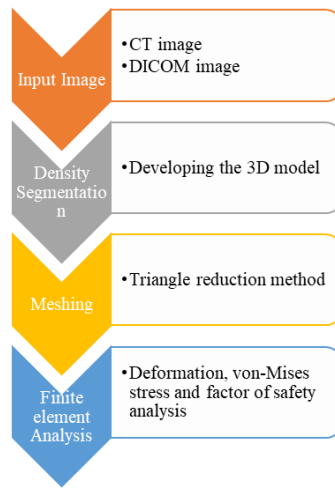 Input Image
•CT image
•DICOM image
Density
Segmentatio
n
•Developing the 3D model
Meshing
•Triangle reduction method
Finite
element
Analysis
•Deformation, von-Mises
stress and factor of safety
analysis